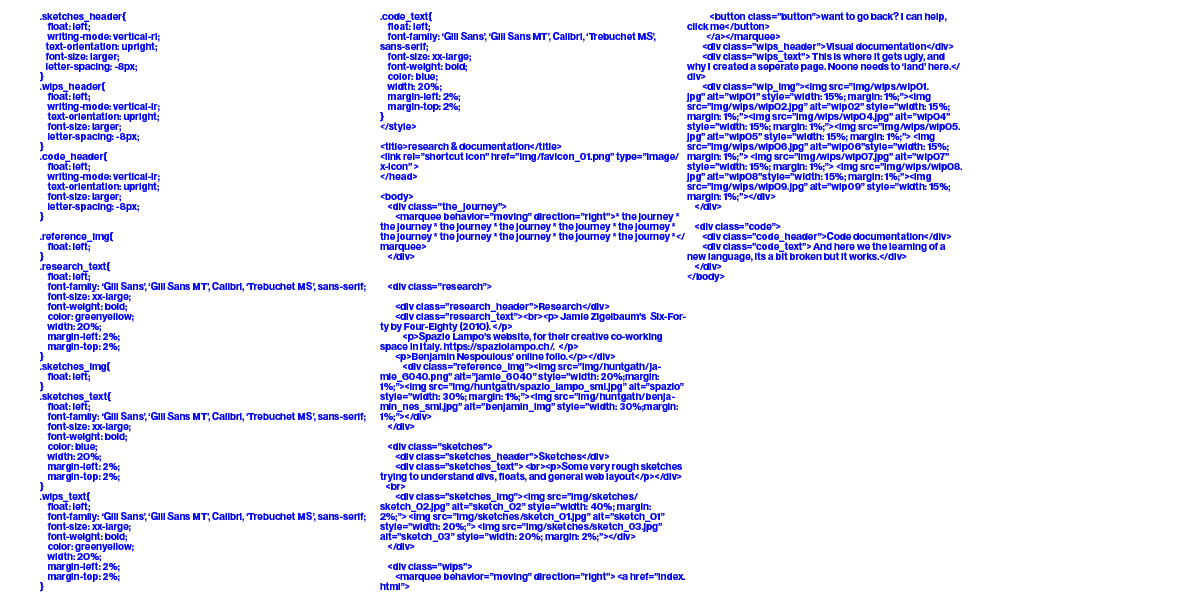 .sketches_header{
float: left;
writing-mode: vertical-rl;
text-orientation: upright;
font-size: larger;
letter-spacing: -8px;
}
.wips_header{
float: left;
writing-mode: vertical-lr;
text-orientation: upright;
font-size: larger;
letter-spacing: -8px;
}
.code_header{
float: left;
writing-mode: vertical-lr;
text-orientation: upright;
font-size: larger;
letter-spacing: -8px;
}
.reference_img{
float: left;
}
.research_text{
float: left;
font-family: ‘Gill Sans’, ‘Gill Sans MT’, Calibri, ‘Trebuchet MS’, sans-serif;
font-size: xx-large;
font-weight: bold;
color: greenyellow;
width: 20%;
margin-left: 2%;
margin-top: 2%;
}
.sketches_img{
float: left;
}
.sketches_text{
float: left;
font-family: ‘Gill Sans’, ‘Gill Sans MT’, Calibri, ‘Trebuchet MS’, sans-serif;
font-size: xx-large;
font-weight: bold;
color: blue;
width: 20%;
margin-left: 2%;
margin-top: 2%;
}
.wips_text{
float: left;
font-family: ‘Gill Sans’, ‘Gill Sans MT’, Calibri, ‘Trebuchet MS’, sans-serif;
font-size: xx-large;
font-weight: bold;
color: greenyellow;
width: 20%;
margin-left: 2%;
margin-top: 2%;
}
.code_text{
float: left;
font-family: ‘Gill Sans’, ‘Gill Sans MT’, Calibri, ‘Trebuchet MS’,
sans-serif;
font-size: xx-large;
font-weight: bold;
color: blue;
width: 20%;
margin-left: 2%;
margin-top: 2%;
}
</style>
<title>research & documentation</title>
<link rel=”shortcut icon” href=”img/favicon_01.png” type=”image/
x-icon” >
</head>
<body>
<div class=”the_journey”>
<marquee behavior=”moving” direction=”right”>* the journey *
the journey * the journey * the journey * the journey * the journey *
the journey * the journey * the journey * the journey * the journey *</
marquee>
</div>
<div class=”research”>
<div class=”research_header”>Research</div>
<div class=”research_text”><br><p> Jamie Zigelbaum’s Six-For-
ty by Four-Eighty (2010). </p>
<p>Spazio Lampo’s website, for their creative co-working
space in Italy. https://spaziolampo.ch/. </p>
<p>Benjamin Nespoulous’ online folio.</p></div>
<div class=”reference_img”><img src=”img/huntgath/ja-
mie_6040.png” alt=”jamie_6040” style=”width: 20%;margin:
1%;”><img src=”img/huntgath/spazio_lampo_sml.jpg” alt=”spazio”
style=”width: 30%; margin: 1%;”><img src=”img/huntgath/benja-
min_nes_sml.jpg” alt=”benjamin_img” style=”width: 30%;margin:
1%;”></div>
</div>
<div class=”sketches”>
<div class=”sketches_header”>Sketches</div>
<div class=”sketches_text”> <br><p>Some very rough sketches
trying to understand divs, floats, and general web layout</p></div>
<br>
<div class=”sketches_img”><img src=”img/sketches/
sketch_02.jpg” alt=”sketch_02” style=”width: 40%; margin:
2%;”> <img src=”img/sketches/sketch_01.jpg” alt=”sketch_01”
style=”width: 20%;”> <img src=”img/sketches/sketch_03.jpg”
alt=”sketch_03” style=”width: 20%; margin: 2%;”></div>
</div>
<div class=”wips”>
<marquee behavior=”moving” direction=”right”> <a href=”index.
html”>
<button class=”button”>want to go back? I can help,
click me</button>
</a></marquee>
<div class=”wips_header”>Visual documentation</div>
<div class=”wips_text”> This is where it gets ugly, and
why I created a seperate page. Noone needs to ‘land’ here.</
div>
<div class=”wip_img”><img src=”img/wips/wip01.
jpg” alt=”wip01” style=”width: 15%; margin: 1%;”><img
src=”img/wips/wip02.jpg” alt=”wip02” style=”width: 15%;
margin: 1%;”><img src=”img/wips/wip04.jpg” alt=”wip04”
style=”width: 15%; margin: 1%;”><img src=”img/wips/wip05.
jpg” alt=”wip05” style=”width: 15%; margin: 1%;”> <img
src=”img/wips/wip06.jpg” alt=”wip06”style=”width: 15%;
margin: 1%;”> <img src=”img/wips/wip07.jpg” alt=”wip07”
style=”width: 15%; margin: 1%;”> <img src=”img/wips/wip08.
jpg” alt=”wip08”style=”width: 15%; margin: 1%;”><img
src=”img/wips/wip09.jpg” alt=”wip09” style=”width: 15%;
margin: 1%;”></div>
</div>
<div class=”code”>
<div class=”code_header”>Code documentation</div>
<div class=”code_text”> And here we the learning of a
new language, its a bit broken but it works.</div>
</div>
</body>